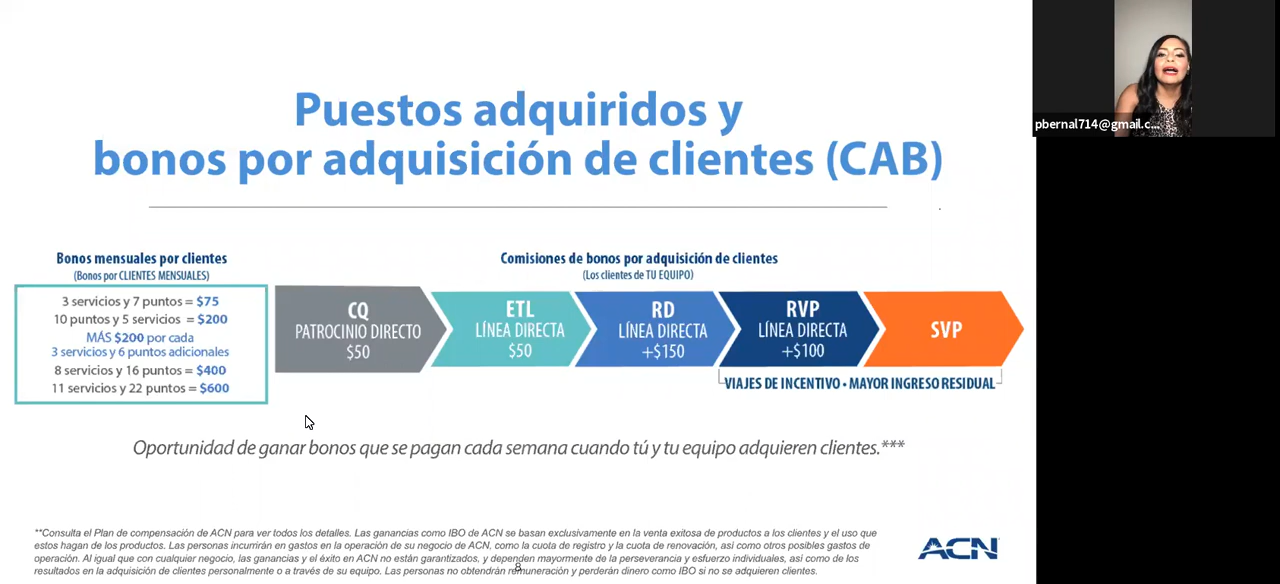 Puestos adquiridos y
bonos por adquisición de clientes (CAB)
pbernal714@gmail.c...
Bonos mensuales por clientes
(Bonos por CLIENTES MENSUALES)
3 servicios y 7 puntos = $75
10 puntos y 5 servicios = $200
MÁS $200 por cada
3 servicios y 6 puntos adicionales
8 servicios y 16 puntos = $400
11 servicios y 22 puntos = $600
Comisiones de bonos por adquisición de clientes
(Los clientes de TU EQUIPO)
CQ
PATROCINIO DIRECTO
$50
ETL
LÍNEA DIRECTA
$50
RD
LÍNEA DIRECTA
+$150
RVP
LÍNEA DIRECTA
+$100
SVP
VIAJES DE INCENTIVO • MAYOR INGRESO RESIDUAL
Oportunidad de ganar bonos que se pagan cada semana cuando tú y tu equipo adquieren clientes.***
**Consulta el Plan de compensación de ACN para ver todos los detalles. Las ganancias como IBO de ACN se basan exclusivamente en la venta exitosa de productos a los clientes y el uso que
estos hagan de los productos. Las personas incurrirán en gastos en la operación de su negocio de ACN, como la cuota de registro y la cuota de renovación, así como otros posibles gastos de
operación. Al igual que con cualquier negocio, las ganancias y el éxito en ACN no están garantizados, y dependen mayormente de la perseverancia y esfuerzo individuales, así como de los
resultados en la adquisición de clientes personalmente o a través de su equipo. Las personas no obtendrán remuneración y perderán dinero como IBO si no se adquieren clientes.
8
ACN